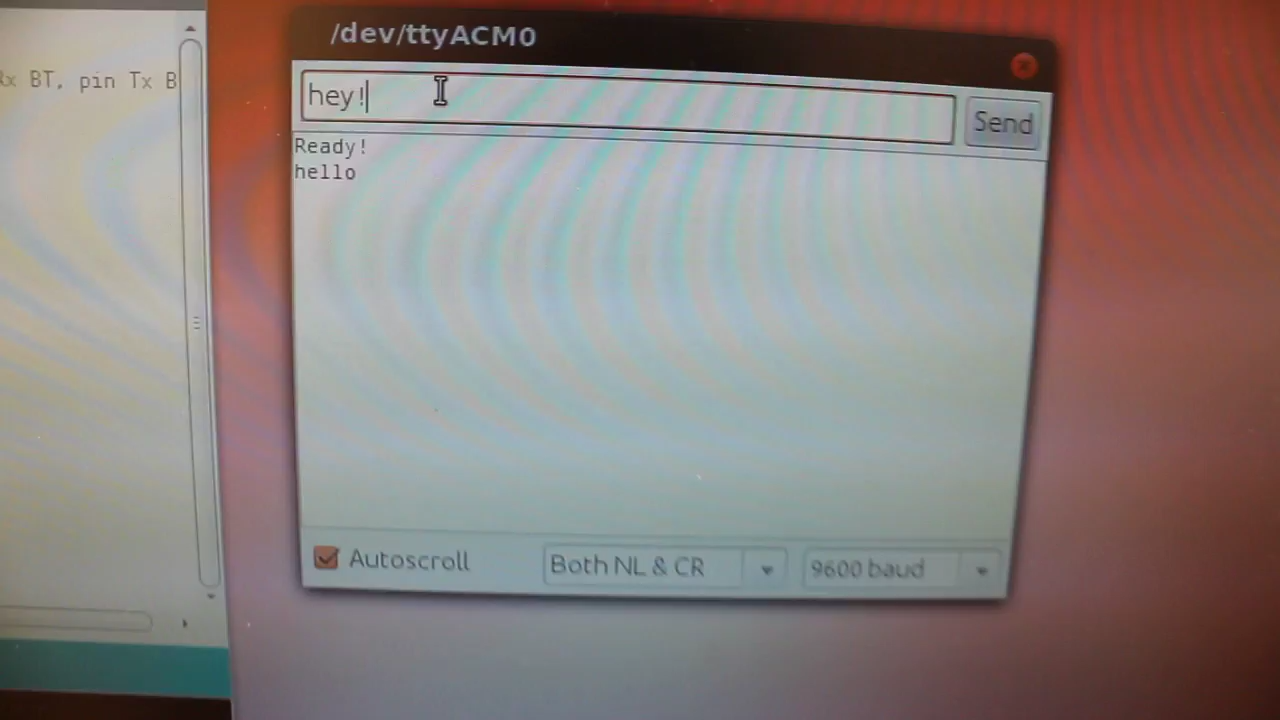 /dev/ttyACM0
x BT, pin Tx B
hey!
Send
Ready!
hello
Autoscroll
Both NL & CR
9600 baud